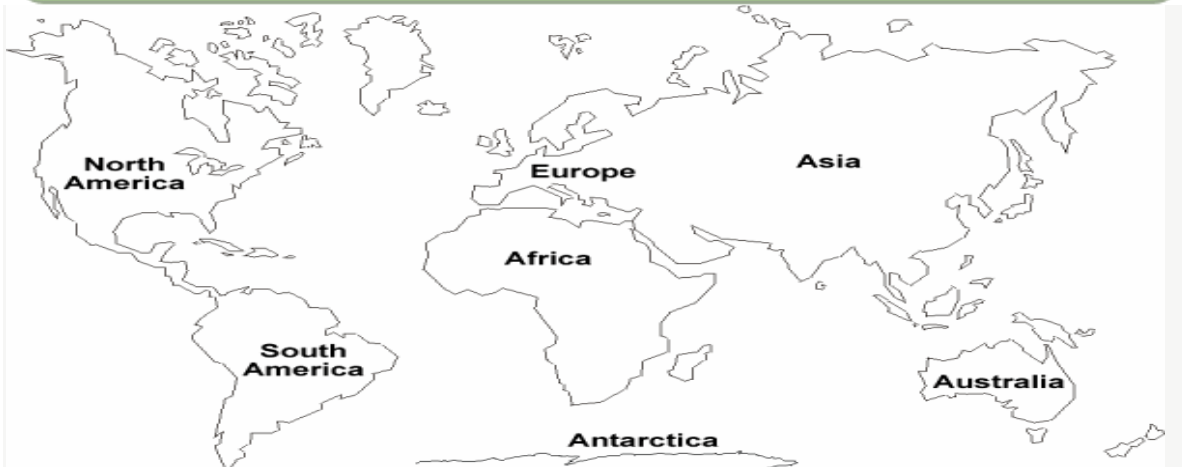 North
America
Europe
Asia
Africa
South
America
Australia
Antarctica